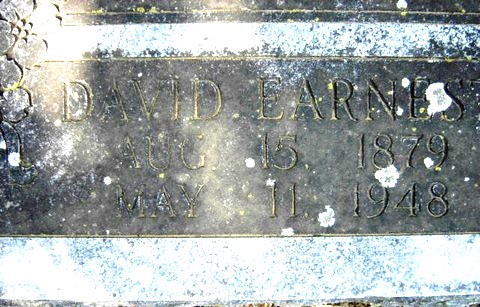 DAVID EARNEST
AUG. 15, 1879
MAY 11, 1948